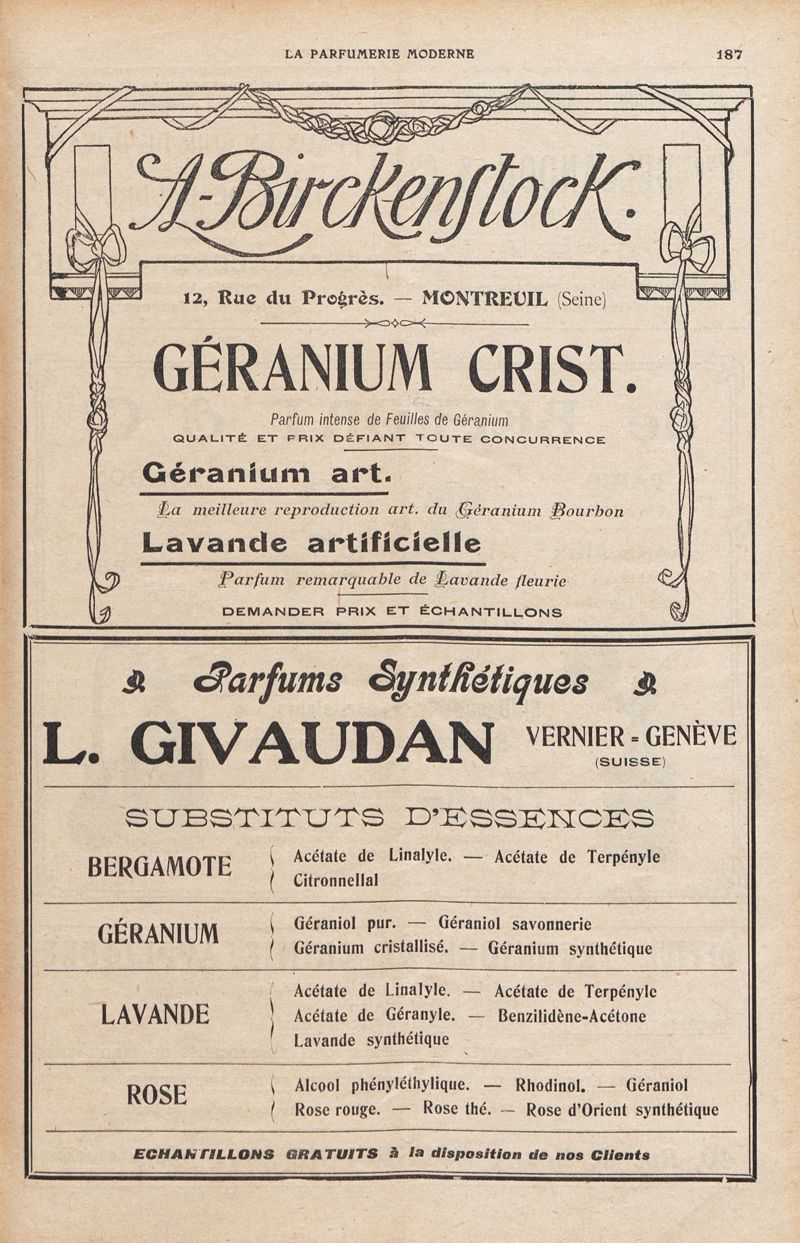 LA PARFUMERIE MODERNE 187
A-Birckenstock.
12, Rue du Progrès. — MONTREUIL (Seine)
GÉRANIUM CRIST.
Parfum intense de Feuilles de Géranium
QUALITÉ ET PRIX DÉFIANT TOUTE CONCURRENCE
Géranium art.
La meilleure reproduction art. du Géranium Bourbon
Lavande artificielle
Parfum remarquable de Lavande fleurie
DEMANDER PRIX ET ÉCHANTILLONS
Parfums Synthétiques
L. GIVAUDAN VERNIER - GENÈVE
(SUISSE)
SUBSTITUTS D'ESSENCES
BERGAMOTE
Acétate de Linalyle. — Acétate de Terpényle
Citronnellal
GÉRANIUM
Géraniol pur. — Géraniol savonnerie
Géranium cristallisé. — Géranium synthétique
LAVANDE
Acétate de Linalyle. — Acétate de Terpényle
Acétate de Géranyle. — Benzilidène-Acétone
Lavande synthétique
ROSE
Alcool phényléthylique. — Rhodinol. — Géraniol
Rose rouge. — Rose thé. — Rose d'Orient synthétique
ECHANTILLONS GRATUITS à la disposition de nos Clients